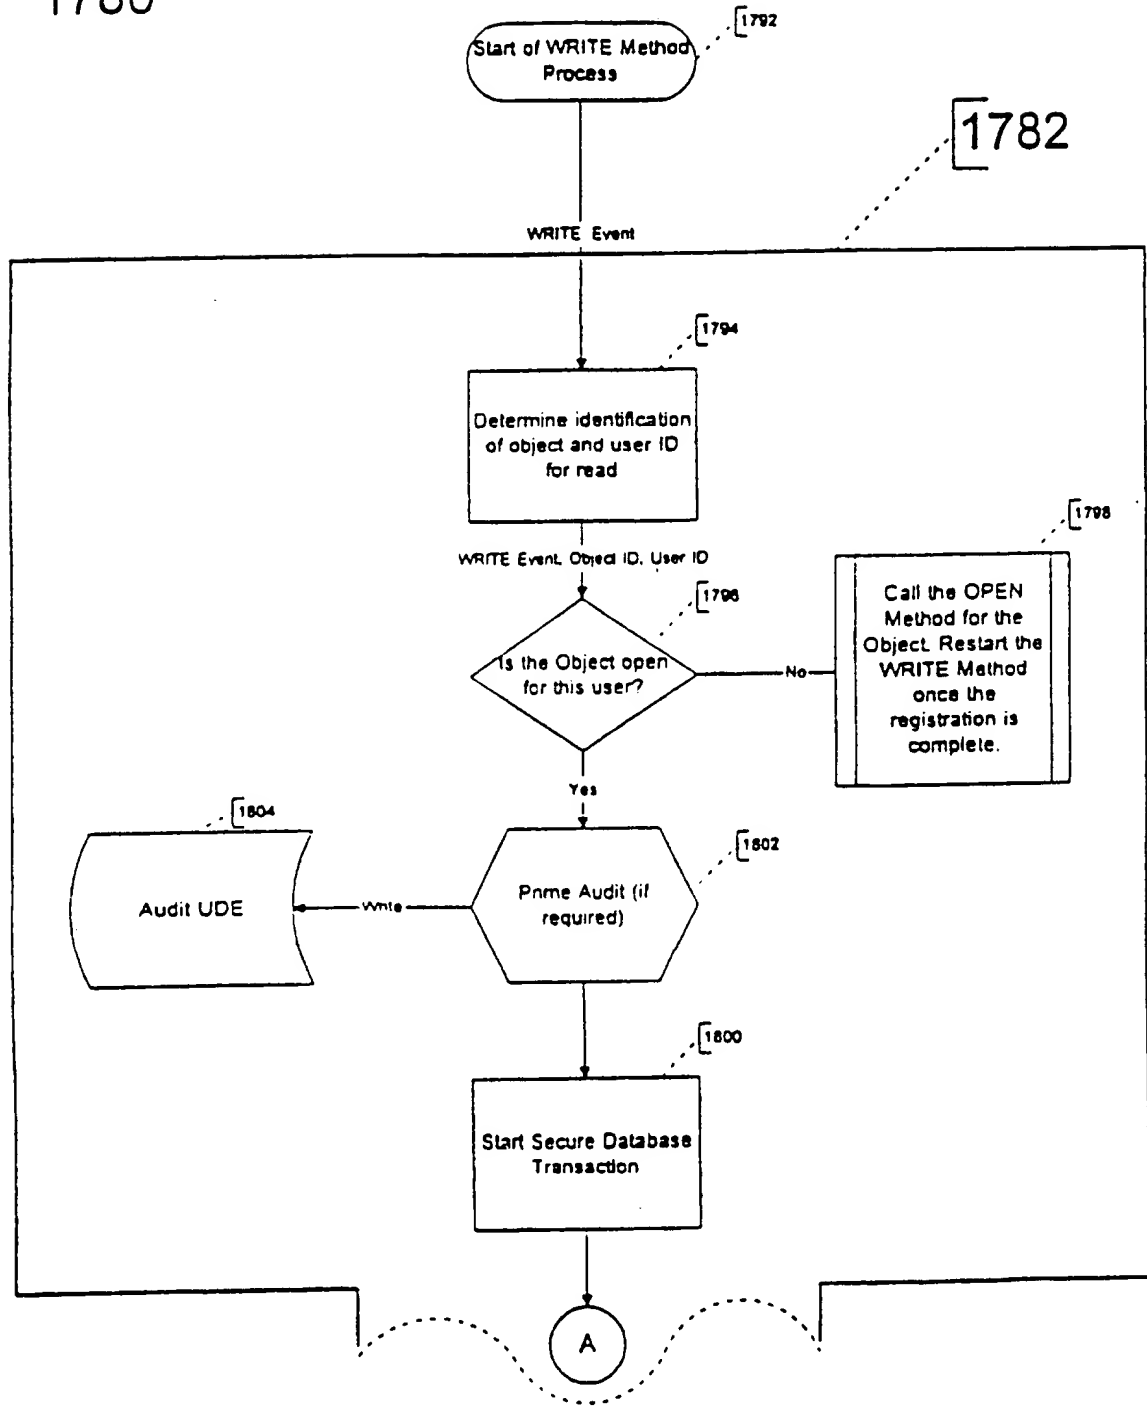 1780
1792
Start of WRITE Method
Process
1782
WRITE Event
1794
Determine identification
of object and user ID
for read
1798
WRITE Event, Object ID, User ID
1796
Call the OPEN
Method for the
Object. Restart the
WRITE Method
once the
registration is
complete.
Is the Object open
for this user?
No
Yes
1804
1802
Audit UDE
Write
Prime Audit (if
required)
1800
Start Secure Database
Transaction
A